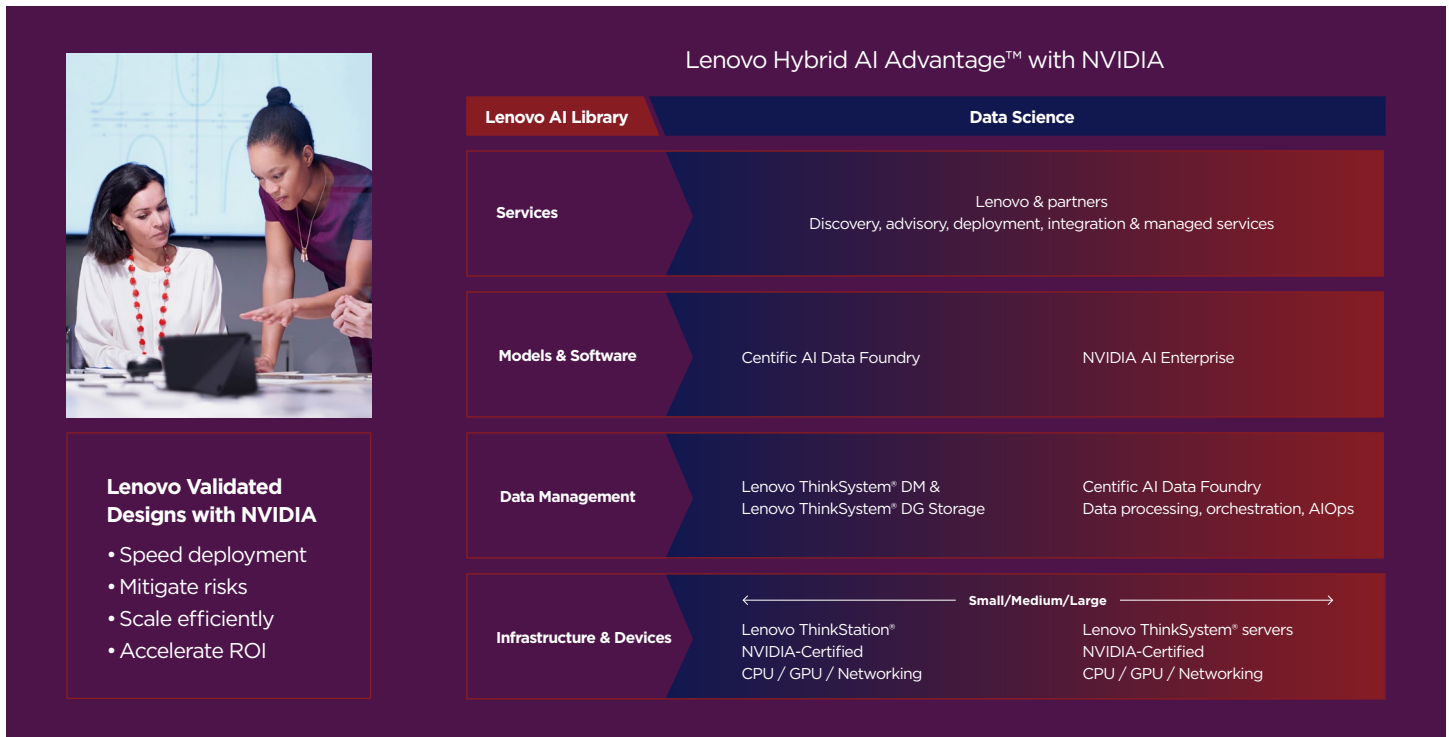 Lenovo Hybrid AI Advantage™ with NVIDIA
Lenovo AI Library
Data Science
Services
Lenovo & partners
Discovery, advisory, deployment, integration & managed services
Models & Software
Centific AI Data Foundry
NVIDIA AI Enterprise
Data Management
Lenovo ThinkSystem® DM &
Lenovo ThinkSystem® DG Storage
Centific AI Data Foundry
Data processing, orchestration, AIOps
Infrastructure & Devices
Small/Medium/Large
Lenovo ThinkStation®
NVIDIA-Certified
CPU / GPU / Networking
Lenovo ThinkSystem® servers
NVIDIA-Certified
CPU / GPU / Networking
Lenovo Validated
Designs with NVIDIA
• Speed deployment
• Mitigate risks
• Scale efficiently
• Accelerate ROI